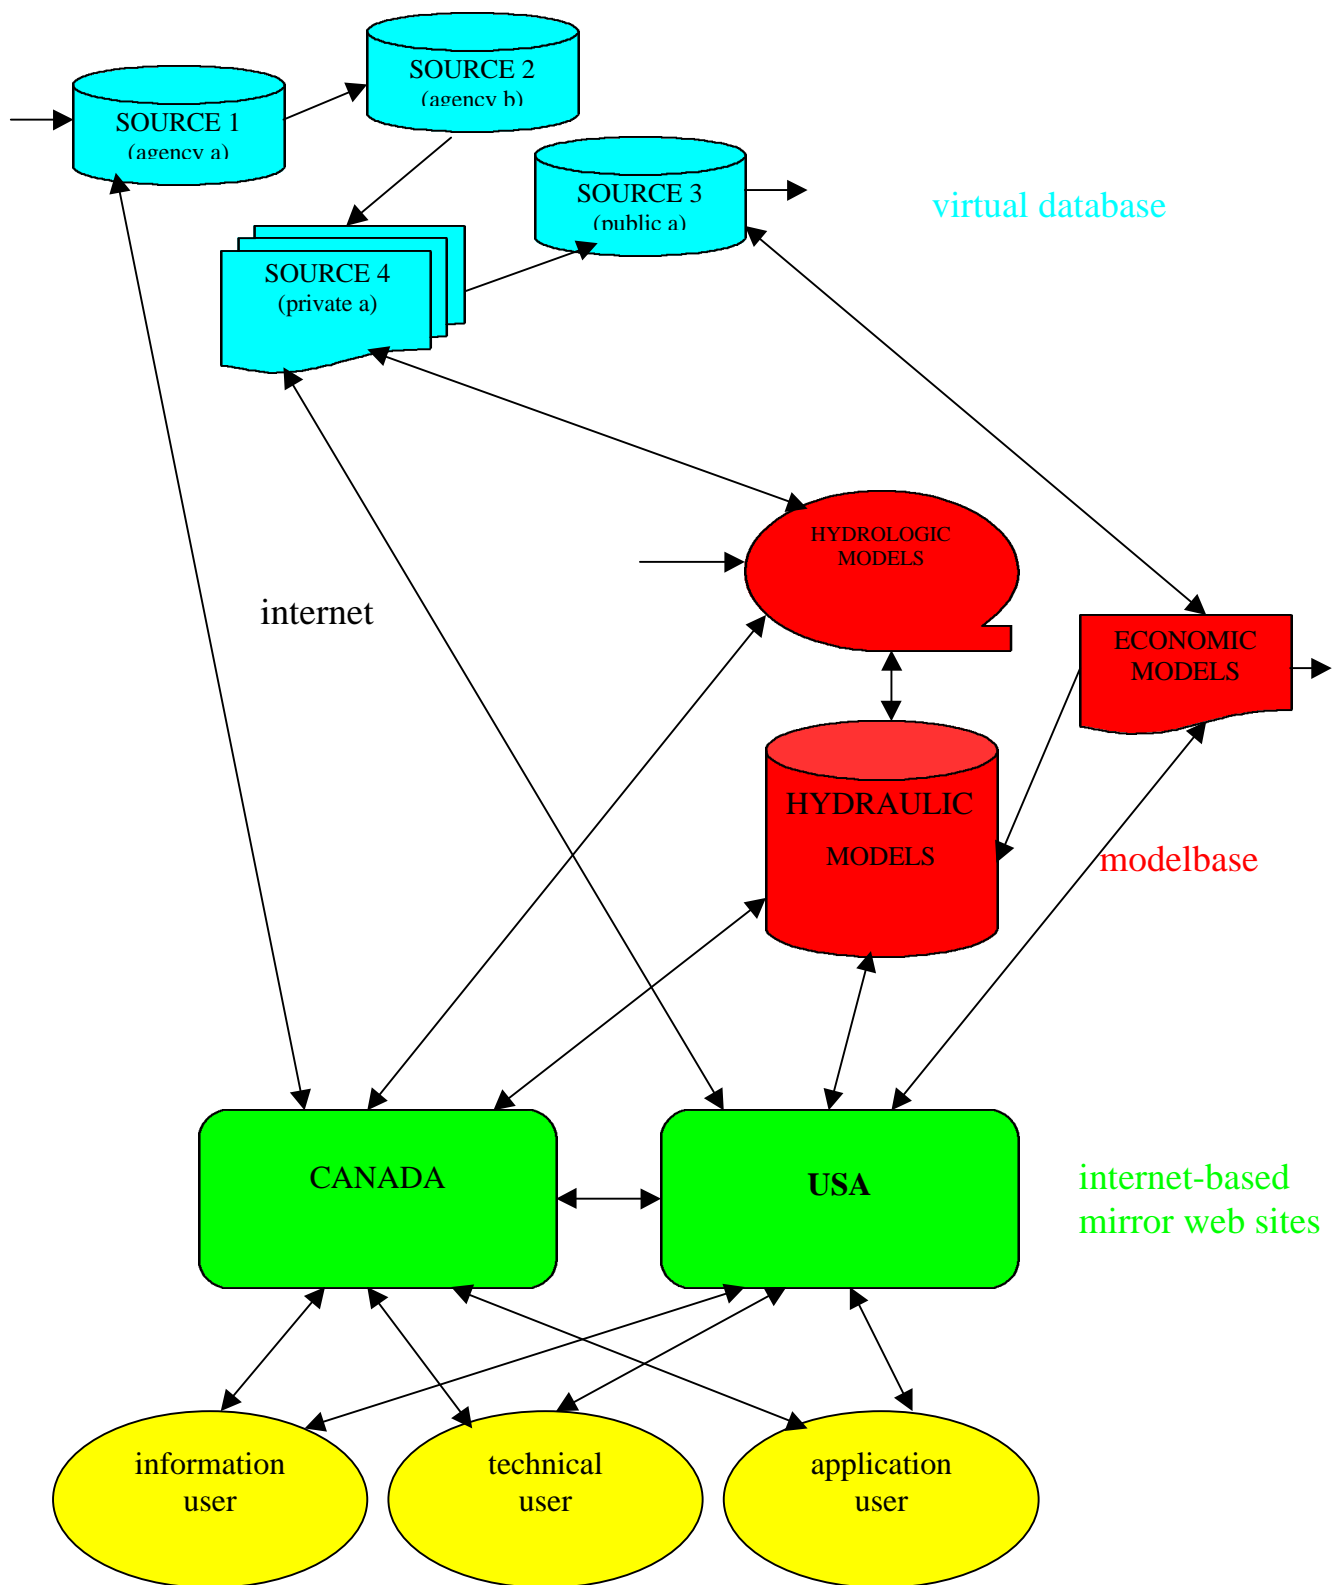 SOURCE 2
(agency b)
SOURCE 1
(agency a)
SOURCE 3
(public a)
virtual database
SOURCE 4
(private a)
HYDROLOGIC
MODELS
internet
ECONOMIC
MODELS
HYDRAULIC
MODELS
modelbase
CANADA
USA
internet-based
mirror web sites
information
user
technical
user
application
user